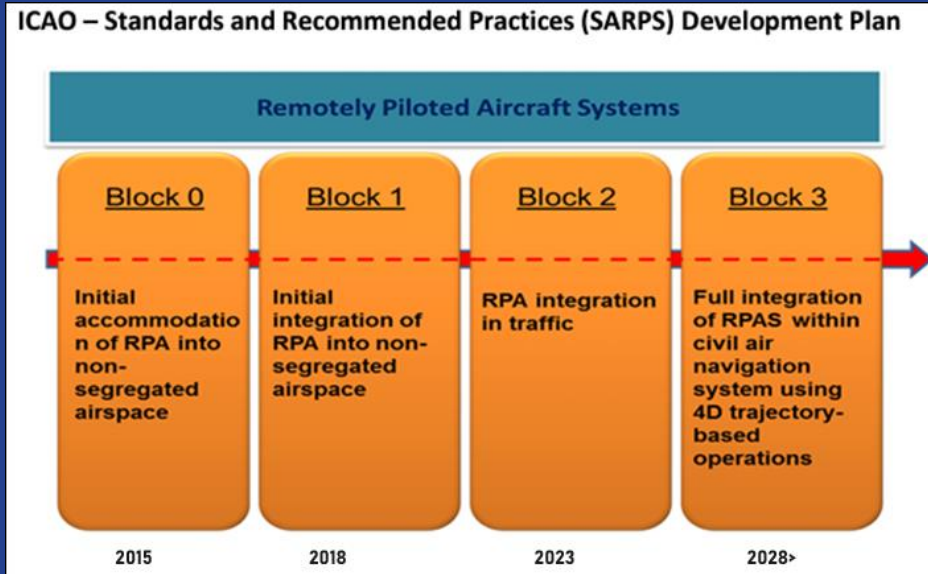 ICAO – Standards and Recommended Practices (SARPS) Development Plan
Remotely Piloted Aircraft Systems
Block 0
Initial
accommodatio
n of RPA into
non-
segregated
airspace
2015
Block 1
Initial
integration of
RPA into non-
segregated
airspace
2018
Block 2
RPA integration
in traffic
2023
Block 3
Full integration
of RPAS within
civil air
navigation
system using
4D trajectory-
based
operations
2028>